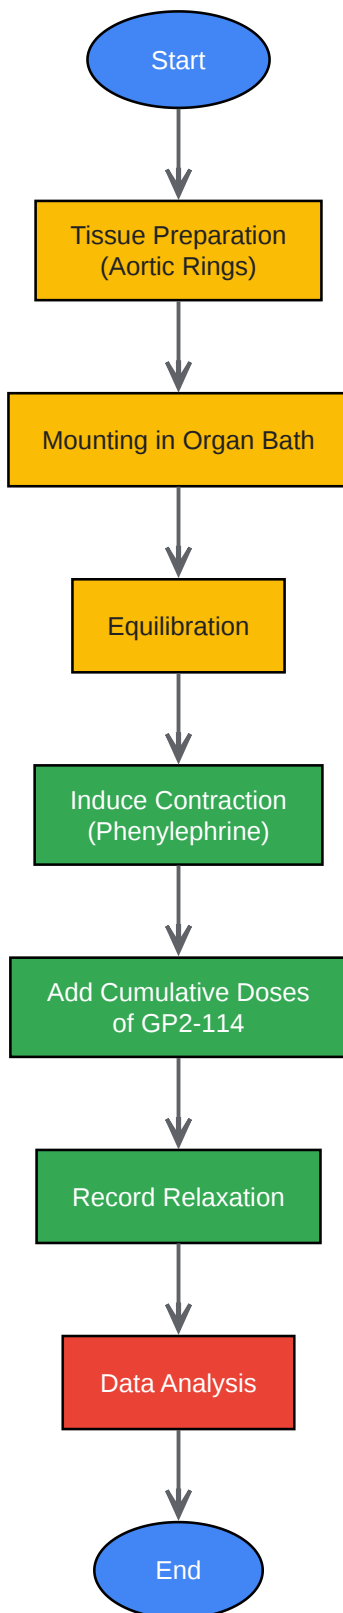 Start
Tissue Preparation
(Aortic Rings)
Mounting in Organ Bath
Equilibration
Induce Contraction
(Phenylephrine)
Add Cumulative Doses
of GP2-114
Record Relaxation
Data Analysis
End